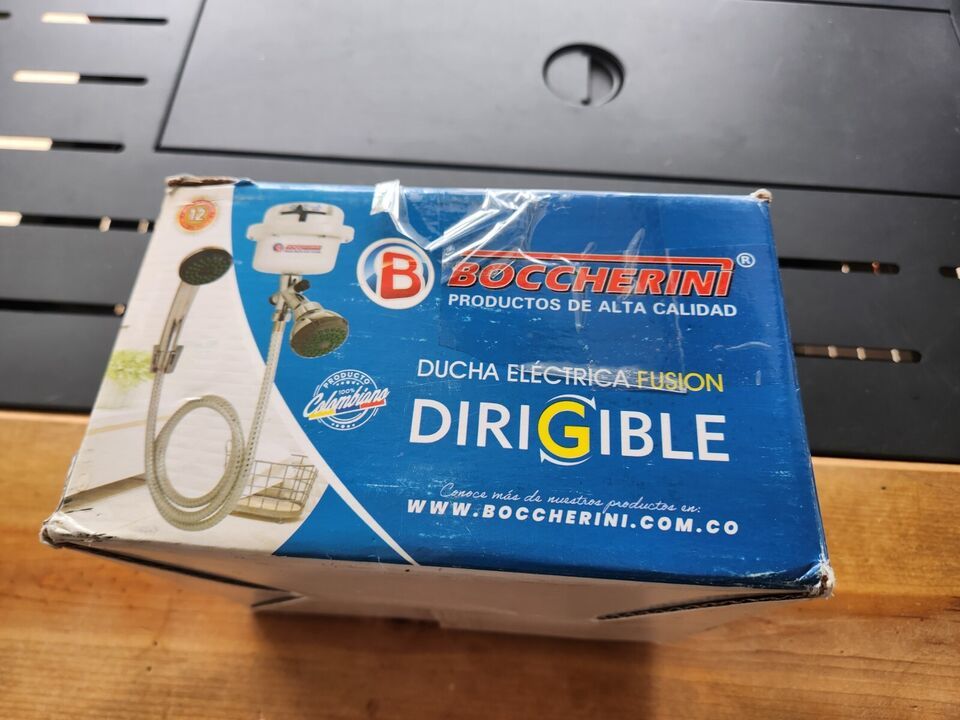 12
BOCCHERINI
B
BOCCHERINI®
PRODUCTOS DE ALTA CALIDAD
DUCHA ELÉCTRICA FUSION
DIRIGIBLE
PRODUCTO
100%
Colombiano
Conoce más de nuestros productos en:
WWW.BOCCHERINI.COM.CO